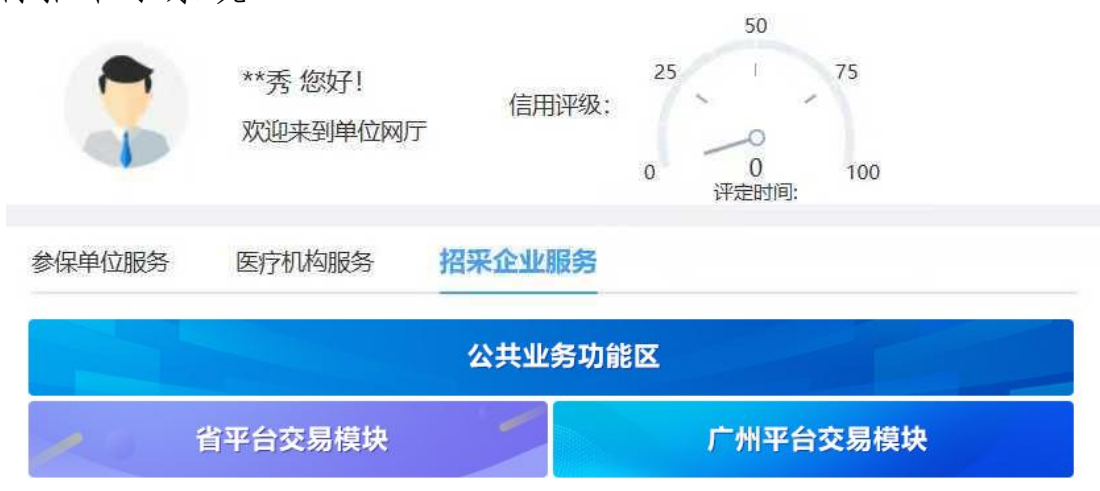 **秀 您好！
欢迎来到单位网厅
信用评级：
0
25
50
75
100
0
评定时间:
参保单位服务
医疗机构服务
招采企业服务
公共业务功能区
省平台交易模块
广州平台交易模块